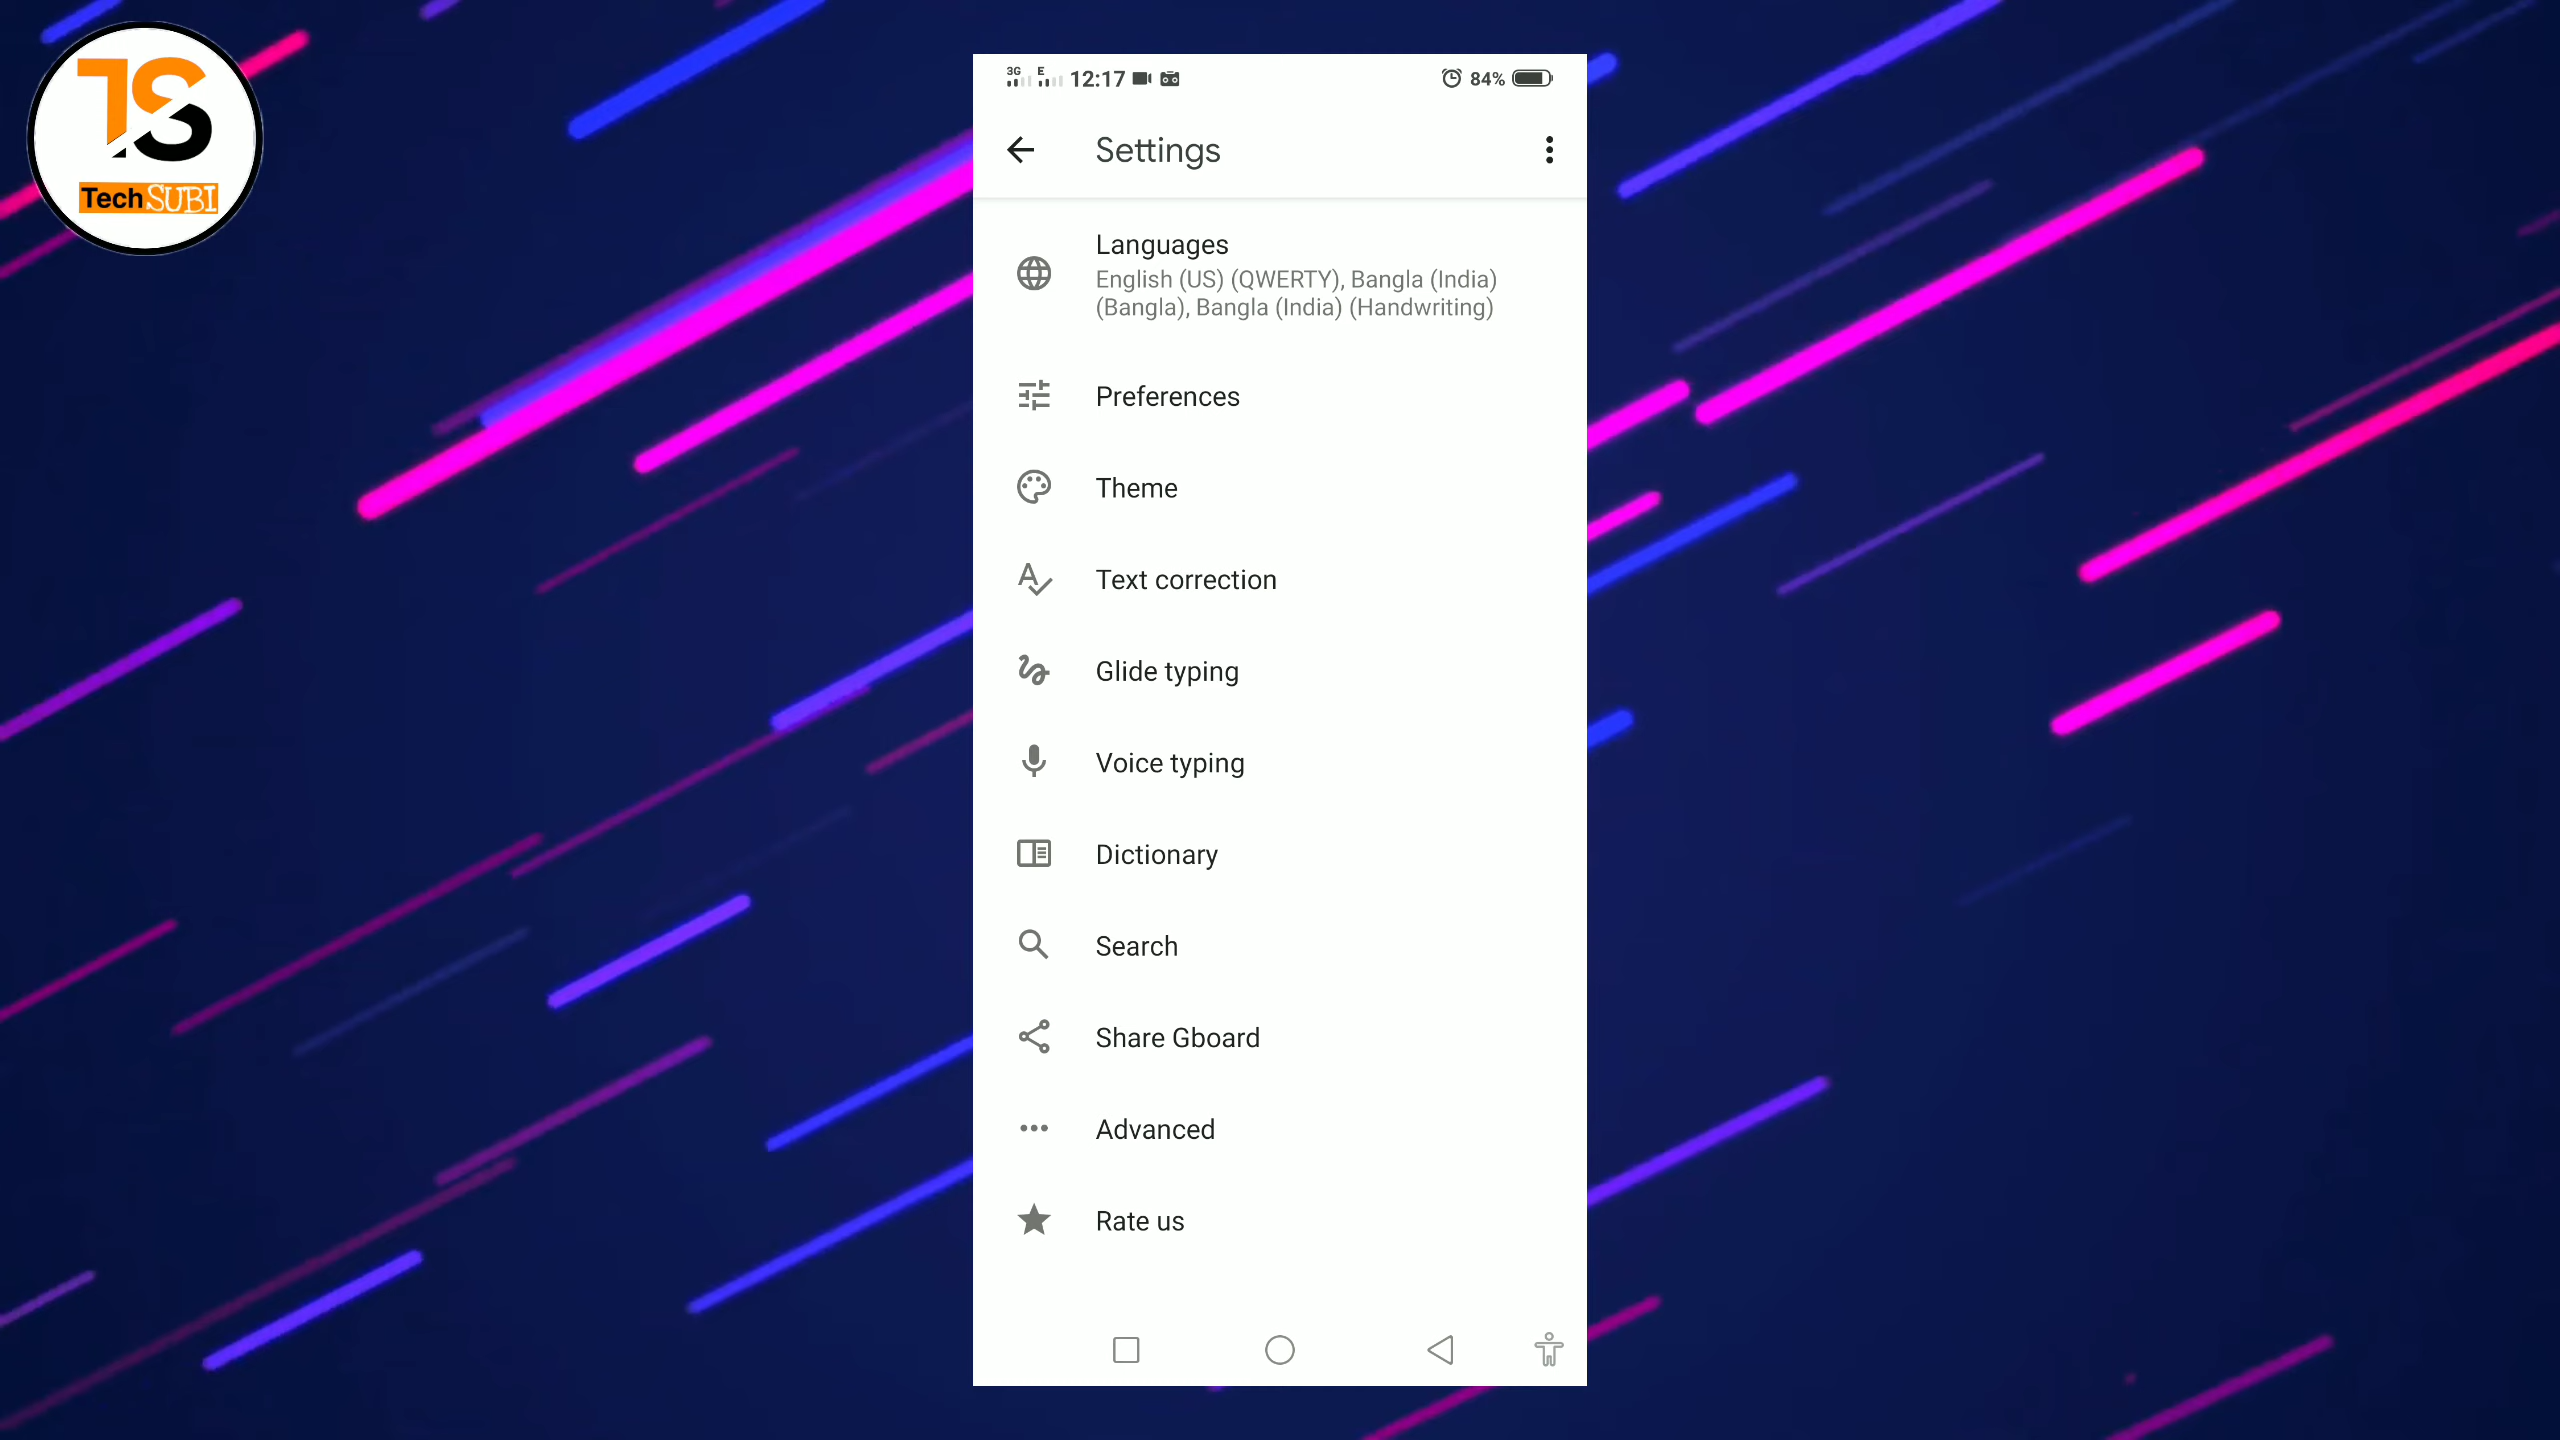 TS
Tech SUBI
3G E 12:17 84%
Settings
Languages
English (US) (QWERTY), Bangla (India)
(Bangla), Bangla (India) (Handwriting)
Preferences
Theme
Text correction
Glide typing
Voice typing
Dictionary
Search
Share Gboard
Advanced
Rate us